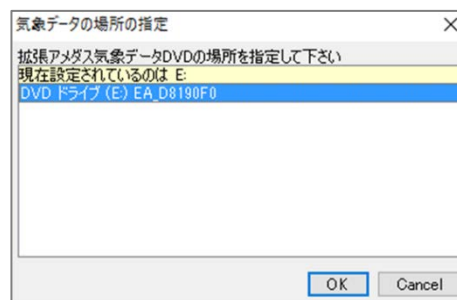 気象データの場所の指定
拡張アメダス気象データDVDの場所を指定して下さい
現在設定されているのは E:
DVD ドライブ (E:) EA_D8190F0
OK
Cancel